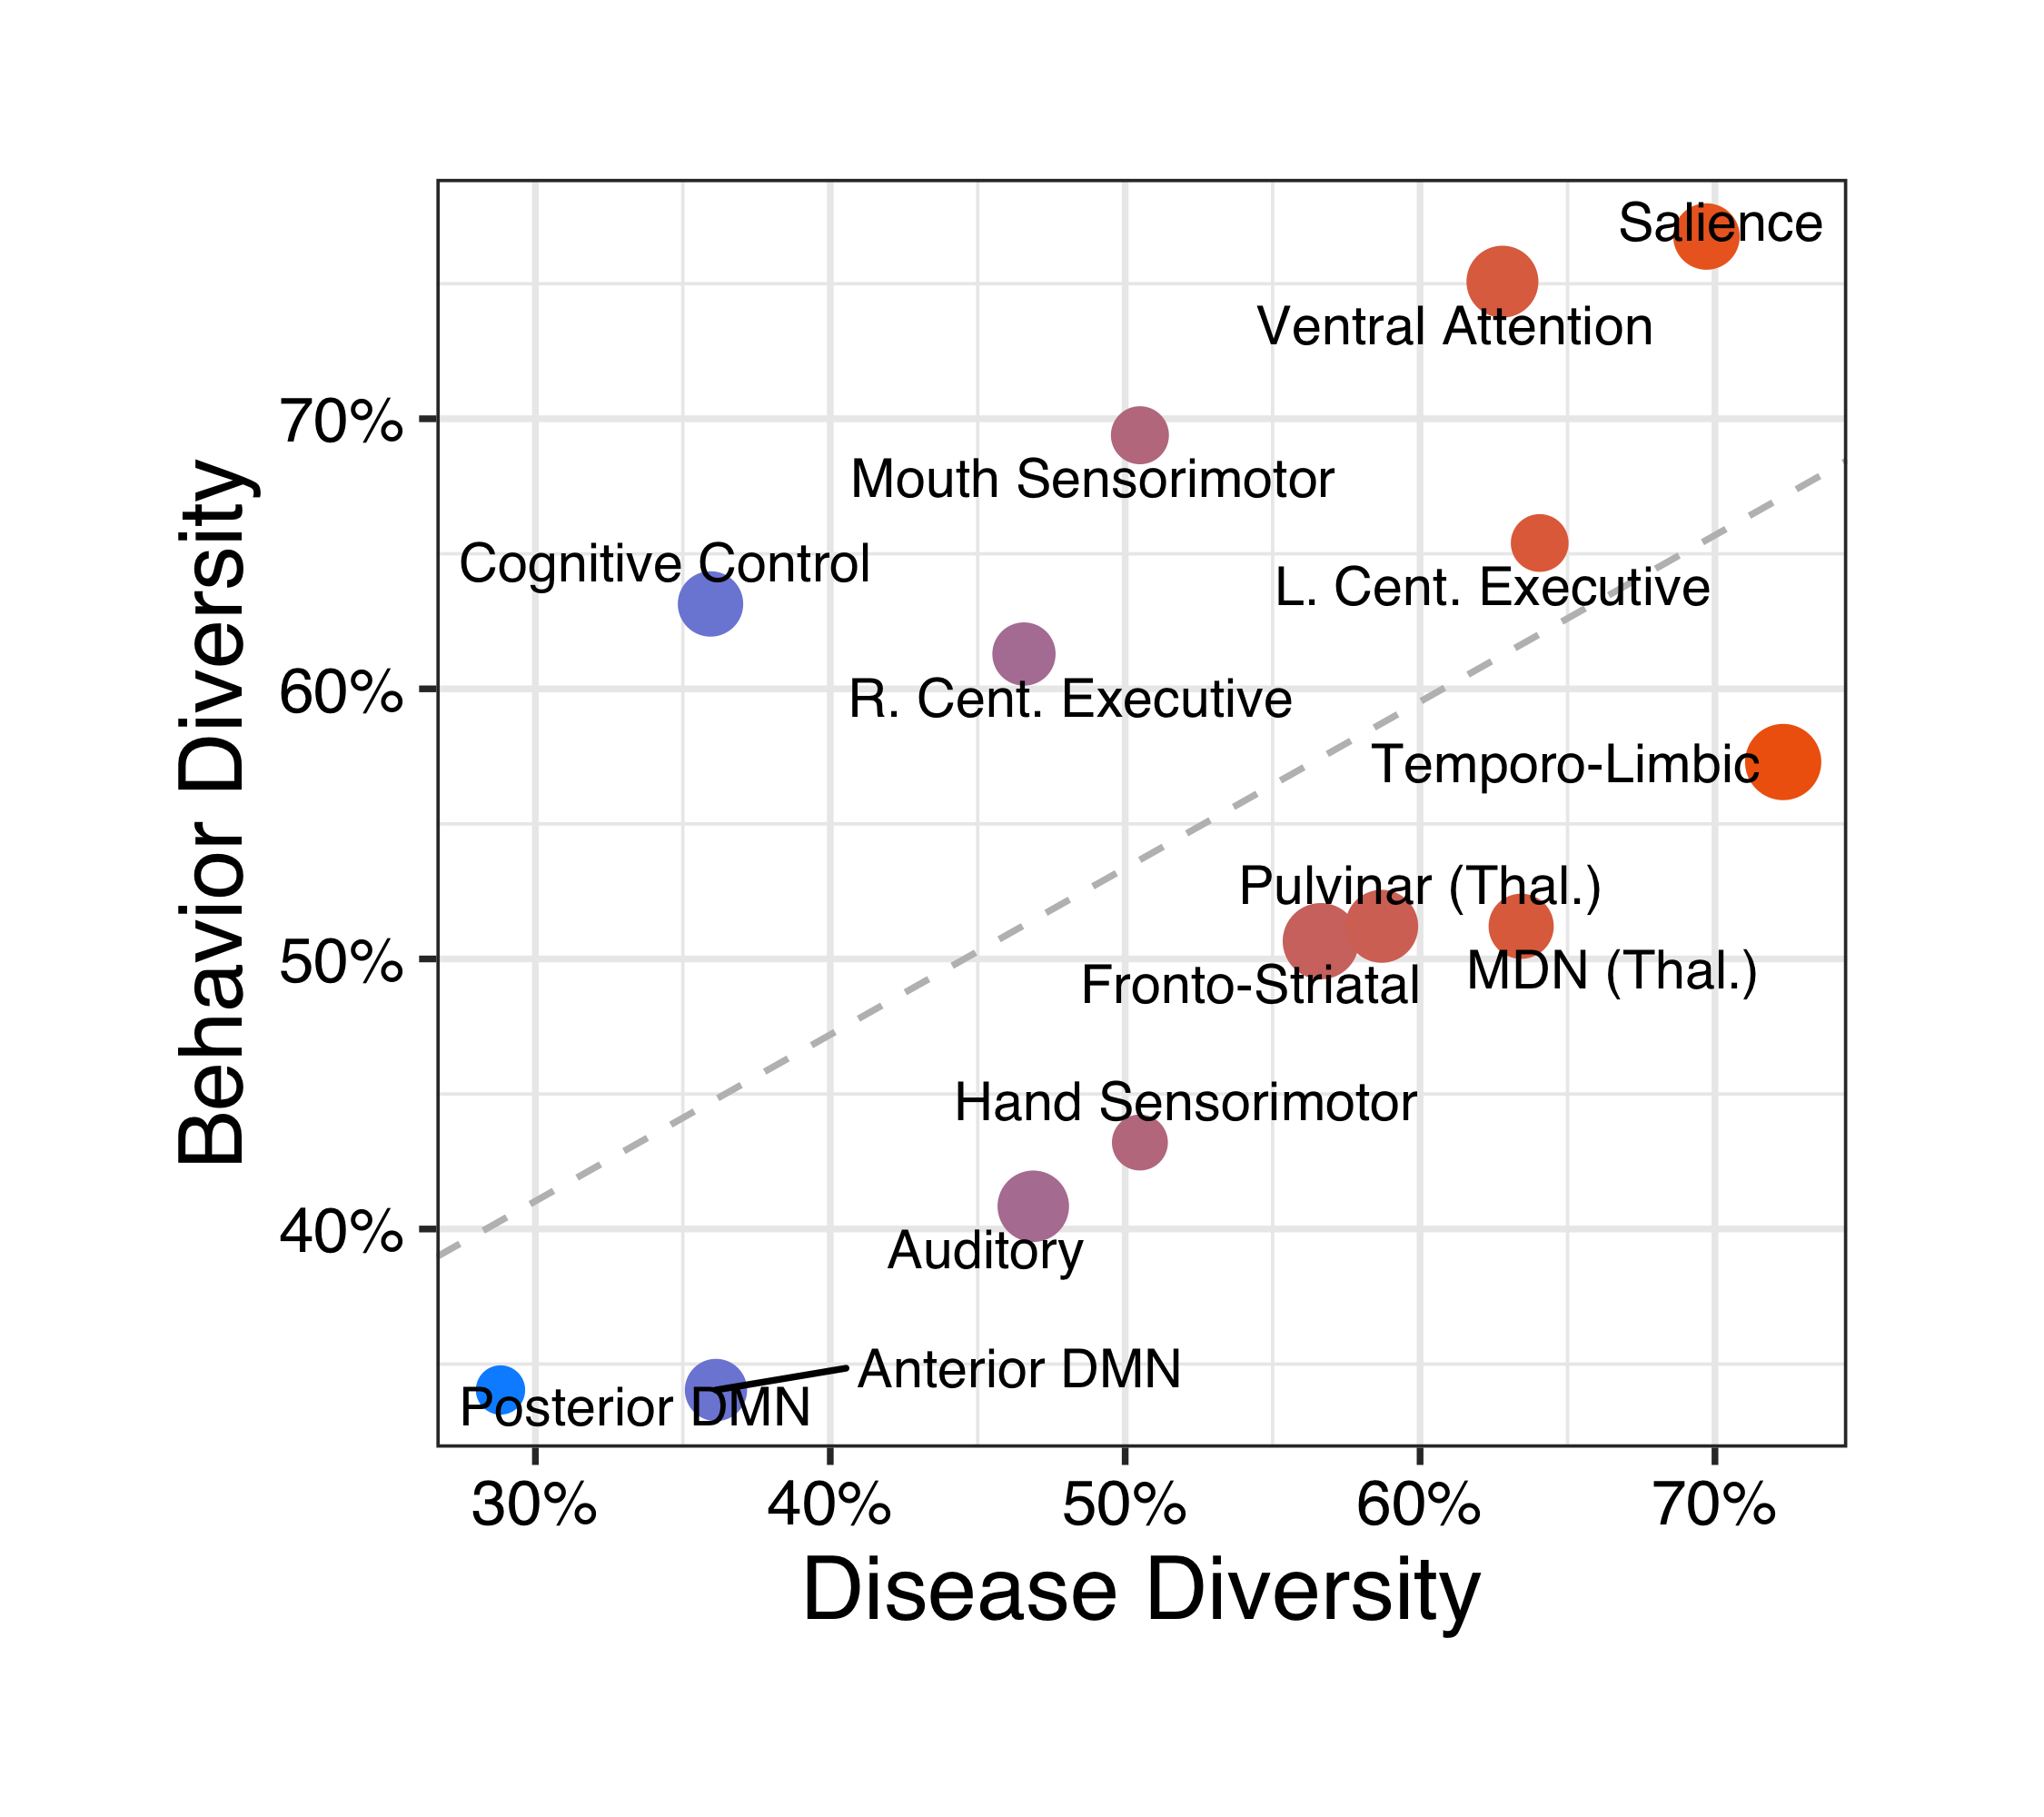 Salience
Ventral Attention
70%
Mouth Sensorimotor
Cognitive Control
L. Cent. Executive
60%
R. Cent. Executive
Temporo-Limbic
Pulvinar (Thal.)
50%
MDN (Thal.)
Fronto-Striatal
Hand Sensorimotor
40%
Auditory
Anterior DMN
Posterior DMN
Behavior Diversity
30% 40% 50% 60% 70%
Disease Diversity